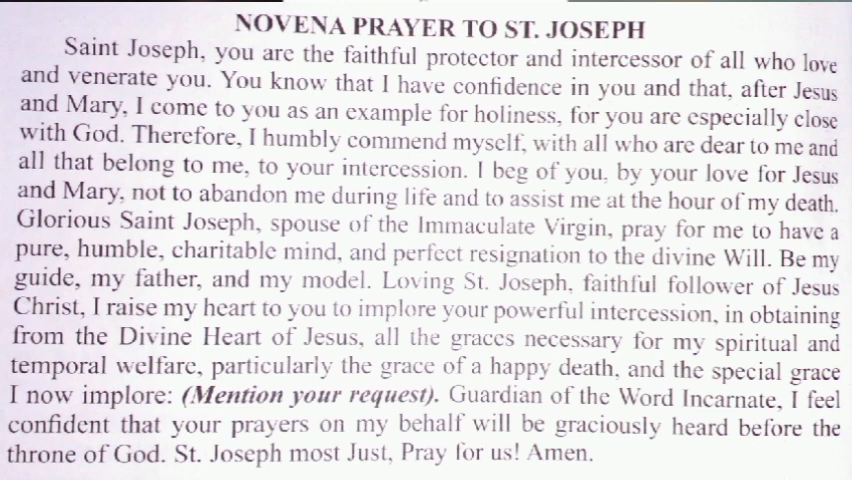 NOVENA PRAYER TO ST. JOSEPH
Saint Joseph, you are the faithful protector and intercessor of all who love
and venerate you. You know that I have confidence in you and that, after Jesus
and Mary, I come to you as an example for holiness, for you are especially close
with God. Therefore, I humbly commend myself, with all who are dear to me and
all that belong to me, to your intercession. I beg of you, by your love for Jesus
and Mary, not to abandon me during life and to assist me at the hour of my death.
Glorious Saint Joseph, spouse of the Immaculate Virgin, pray for me to have a
pure, humble, charitable mind, and perfect resignation to the divine Will. Be my
guide, my father, and my model. Loving St. Joseph, faithful follower of Jesus
Christ, I raise my heart to you to implore your powerful intercession, in obtaining
from the Divine Heart of Jesus, all the graces necessary for my spiritual and
temporal welfare, particularly the grace of a happy death, and the special grace
I now implore: (Mention your request). Guardian of the Word Incarnate, I feel
confident that your prayers on my behalf will be graciously heard before the
throne of God. St. Joseph most Just, Pray for us! Amen.